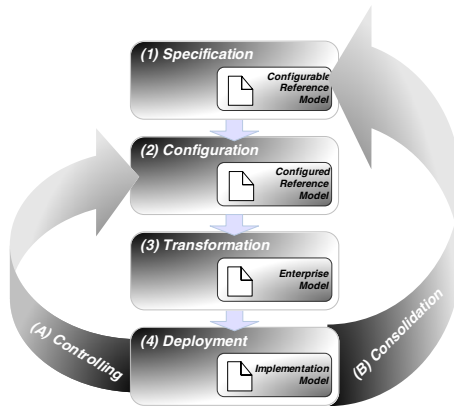 (1) Specification
Configurable
Reference
Model
(2) Configuration
Configured
Reference
Model
(3) Transformation
Enterprise
Model
(4) Deployment
Implementation
Model
(A) Controlling
(B) Consolidation